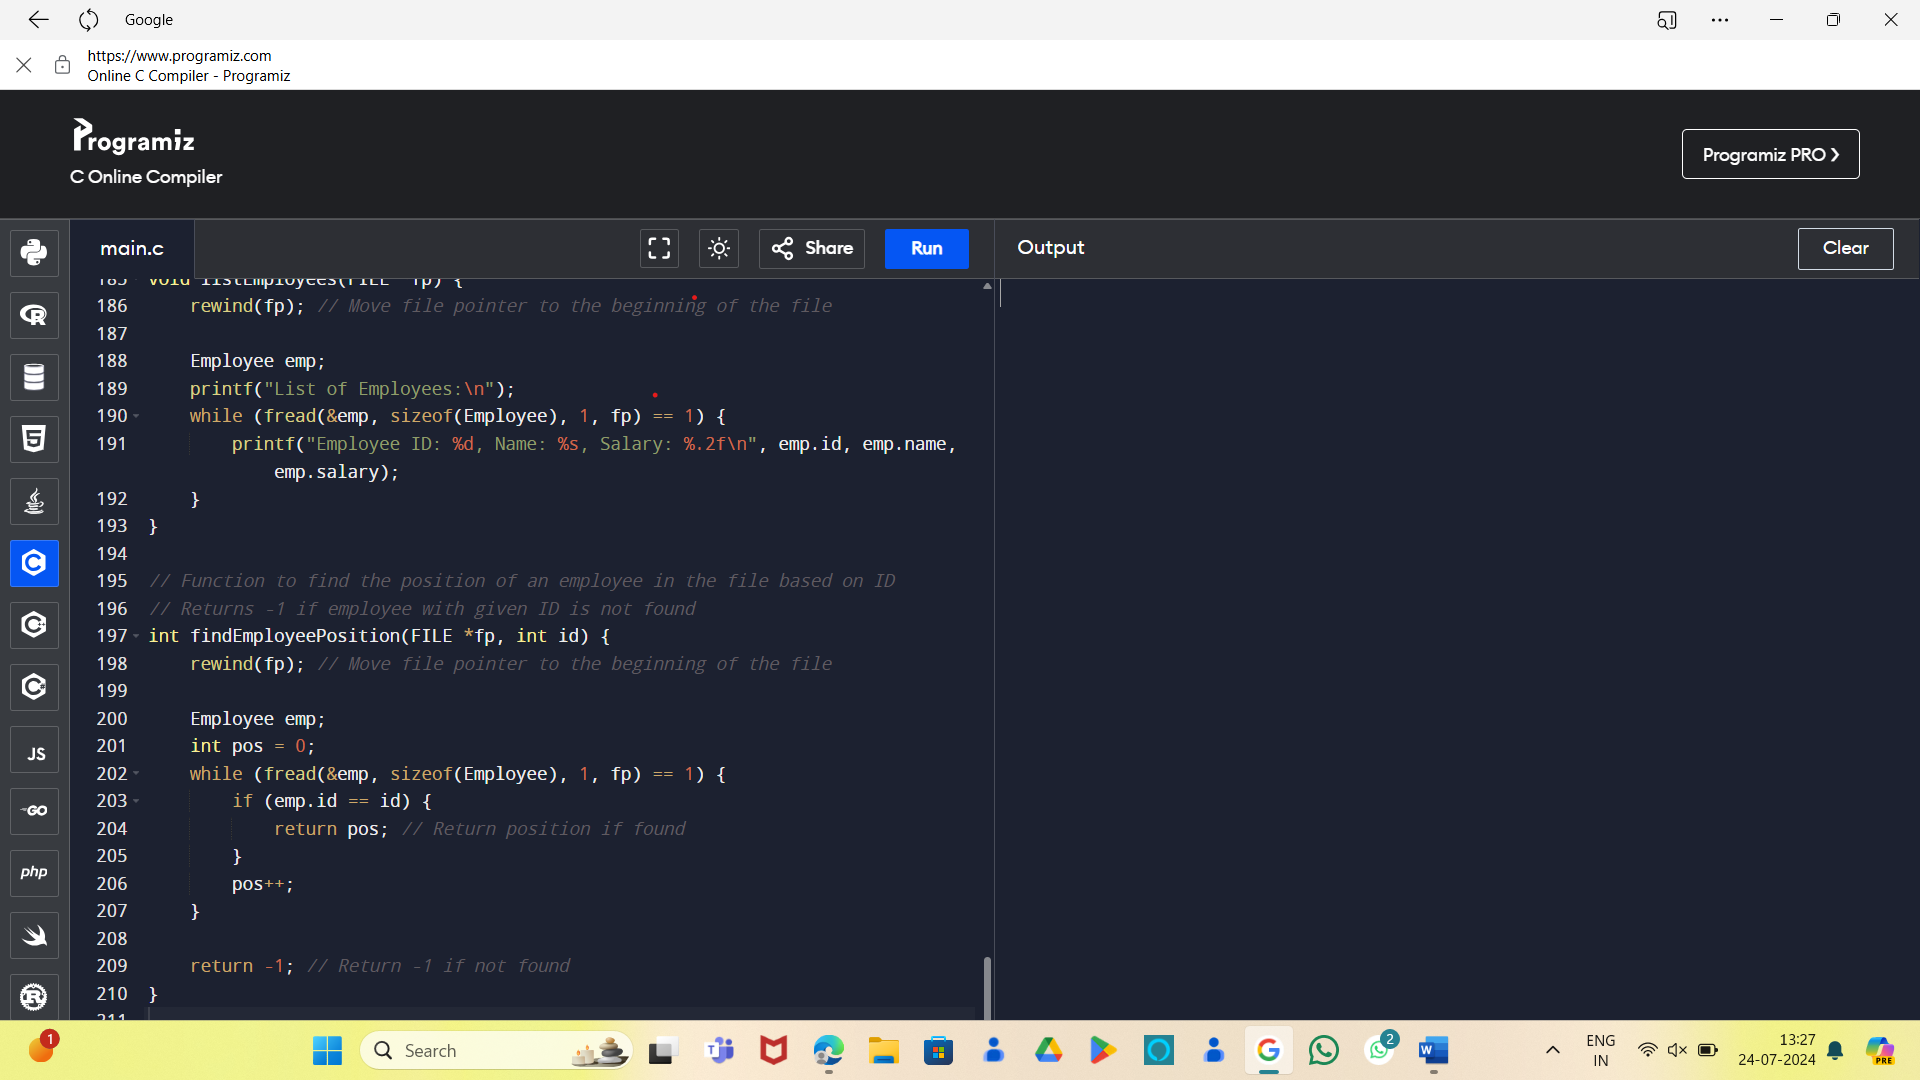 Google
https://www.programiz.com
Online C Compiler - Programiz
Programiz
C Online Compiler
Programiz PRO ❯
main.c
Share
Run
Output
Clear
185 void listEmployees(FILE *fp) {
186     rewind(fp); // Move file pointer to the beginning of the file
187
188     Employee emp;
189     printf("List of Employees:\n");
190     while (fread(&emp, sizeof(Employee), 1, fp) == 1) {
191         printf("Employee ID: %d, Name: %s, Salary: %.2f\n", emp.id, emp.name,
            emp.salary);
192     }
193 }
194
195 // Function to find the position of an employee in the file based on ID
196 // Returns -1 if employee with given ID is not found
197 int findEmployeePosition(FILE *fp, int id) {
198     rewind(fp); // Move file pointer to the beginning of the file
199
200     Employee emp;
201     int pos = 0;
202     while (fread(&emp, sizeof(Employee), 1, fp) == 1) {
203         if (emp.id == id) {
204             return pos; // Return position if found
205         }
206         pos++;
207     }
208
209     return -1; // Return -1 if not found
210 }
211
JS
GO
php
1
Search
2
ENG
IN
13:27
24-07-2024
PRE